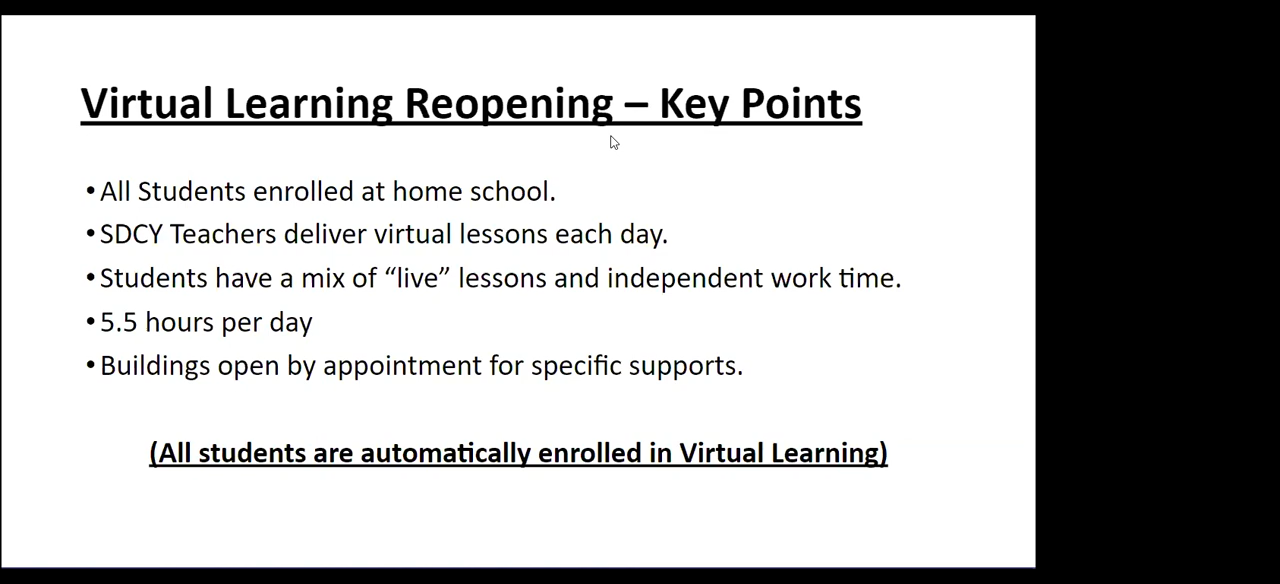 Virtual Learning Reopening – Key Points
•All Students enrolled at home school.
•SDCY Teachers deliver virtual lessons each day.
•Students have a mix of “live” lessons and independent work time.
•5.5 hours per day
•Buildings open by appointment for specific supports.
(All students are automatically enrolled in Virtual Learning)